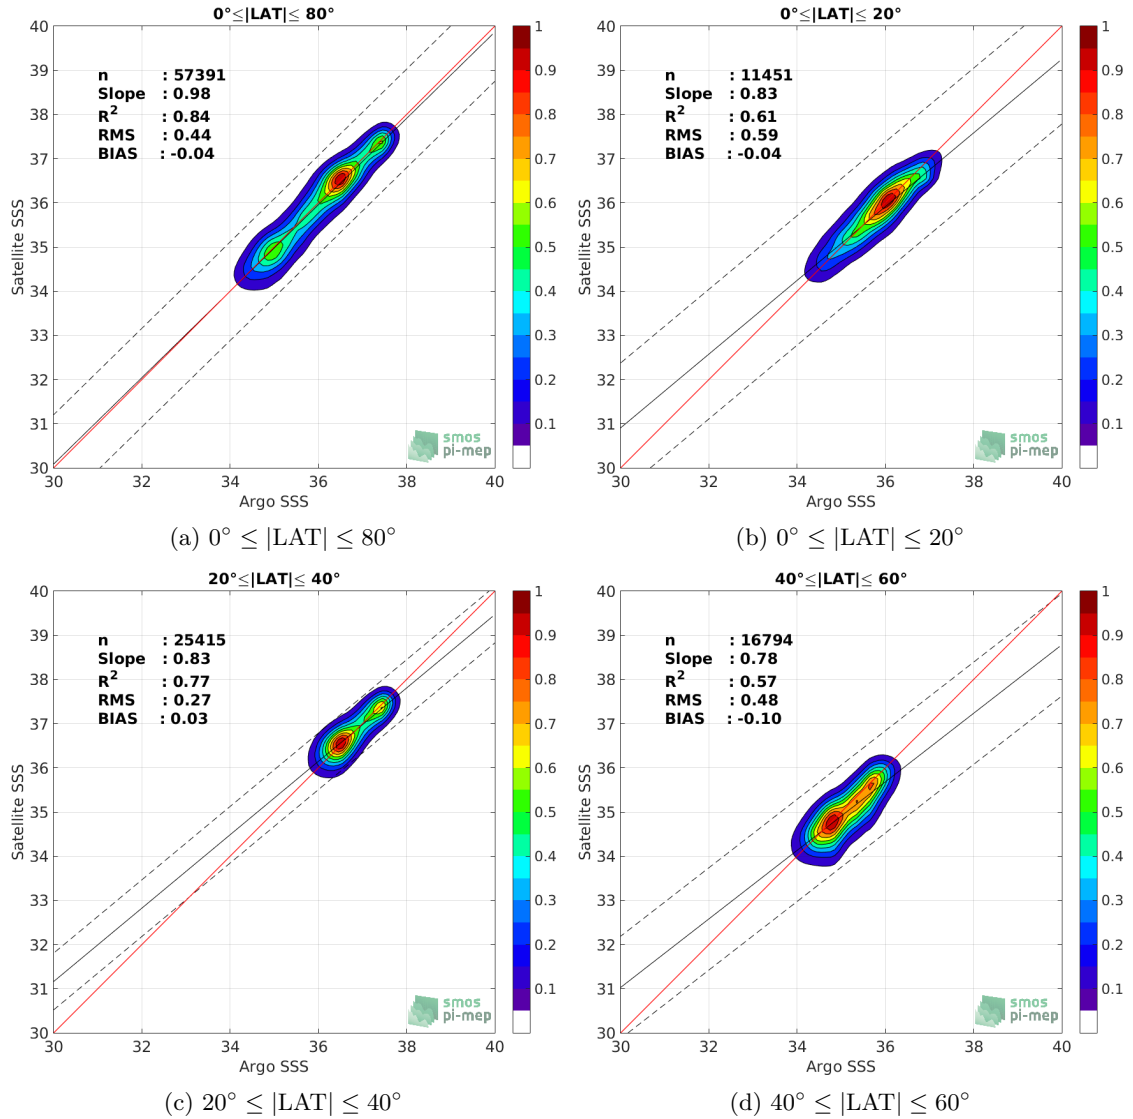 0°≤|LAT|≤ 80°
n : 57391
Slope : 0.98
R2 : 0.84
RMS : 0.44
BIAS : -0.04
40
39
38
37
36
35
34
33
32
31
30
Satellite SSS
30 32 34 36 38 40
Argo SSS
1
0.9
0.8
0.7
0.6
0.5
0.4
0.3
0.2
0.1
smos
pi-mep
(a) 0° ≤ |LAT| ≤ 80°
0°≤|LAT|≤ 20°
n : 11451
Slope : 0.83
R2 : 0.61
RMS : 0.59
BIAS : -0.04
40
39
38
37
36
35
34
33
32
31
30
Satellite SSS
30 32 34 36 38 40
Argo SSS
1
0.9
0.8
0.7
0.6
0.5
0.4
0.3
0.2
0.1
smos
pi-mep
(b) 0° ≤ |LAT| ≤ 20°
20°≤|LAT|≤ 40°
n : 25415
Slope : 0.83
R2 : 0.77
RMS : 0.27
BIAS : 0.03
40
39
38
37
36
35
34
33
32
31
30
Satellite SSS
30 32 34 36 38 40
Argo SSS
1
0.9
0.8
0.7
0.6
0.5
0.4
0.3
0.2
0.1
smos
pi-mep
(c) 20° ≤ |LAT| ≤ 40°
40°≤|LAT|≤ 60°
n : 16794
Slope : 0.78
R2 : 0.57
RMS : 0.48
BIAS : -0.10
40
39
38
37
36
35
34
33
32
31
30
Satellite SSS
30 32 34 36 38 40
Argo SSS
1
0.9
0.8
0.7
0.6
0.5
0.4
0.3
0.2
0.1
smos
pi-mep
(d) 40° ≤ |LAT| ≤ 60°